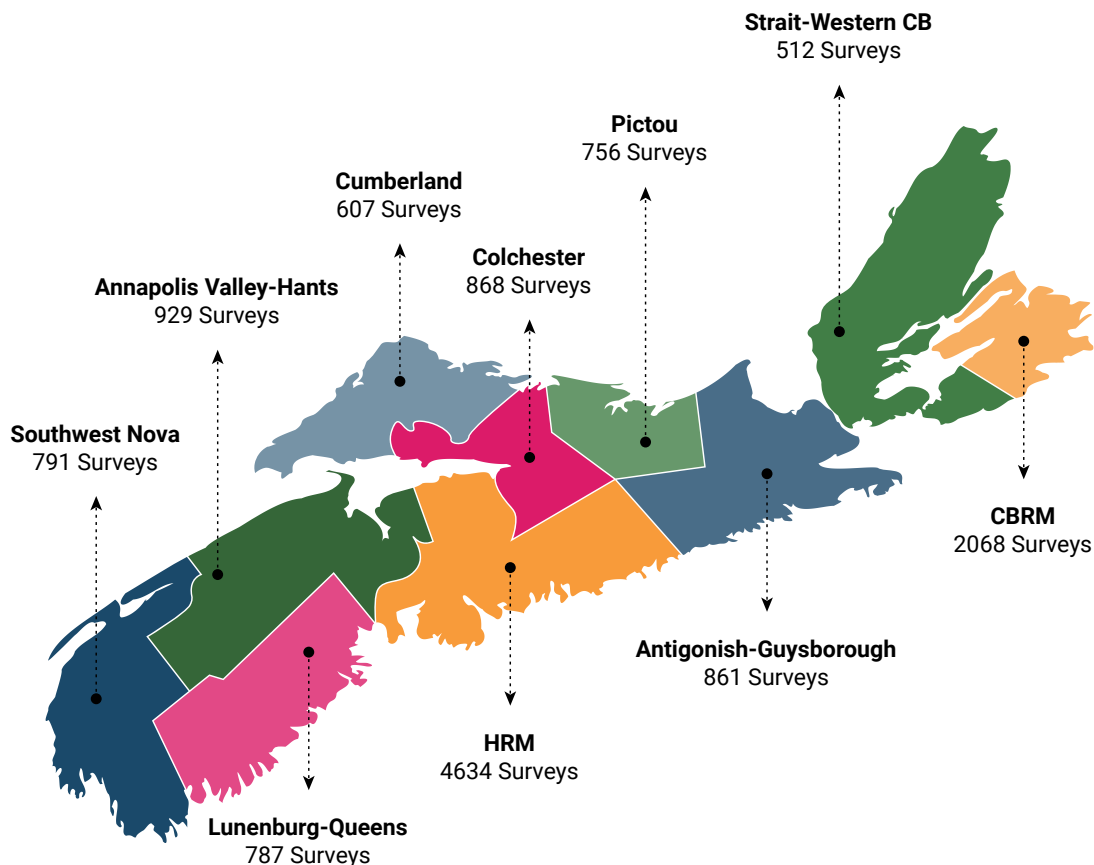 Strait-Western CB
512 Surveys
Pictou
756 Surveys
Cumberland
607 Surveys
Colchester
868 Surveys
Annapolis Valley-Hants
929 Surveys
Southwest Nova
791 Surveys
CBRM
2068 Surveys
Antigonish-Guysborough
861 Surveys
HRM
4634 Surveys
Lunenburg-Queens
787 Surveys